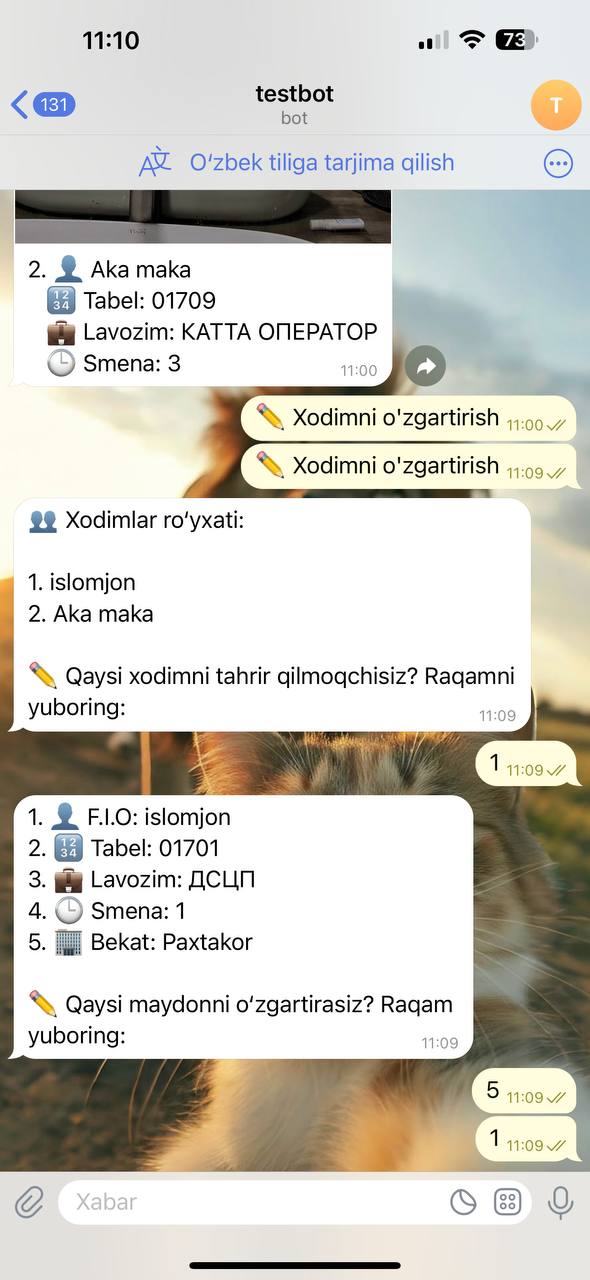 11:10
73
131
testbot
bot
T
Oʻzbek tiliga tarjima qilish
2. 👤 Aka maka
🔢 Tabel: 01709
💼 Lavozim: КАТТА ОПЕРАТОР
🕒 Smena: 3
11:00
✏️ Xodimni o'zgartirish 11:00
✏️ Xodimni o'zgartirish 11:09
👥 Xodimlar ro‘yxati:
1. islomjon
2. Aka maka
✏️ Qaysi xodimni tahrir qilmoqchisiz? Raqamni
yuboring:
11:09
1 11:09
1. 👤 F.I.O: islomjon
2. 🔢 Tabel: 01701
3. 💼 Lavozim: ДСЦП
4. 🕒 Smena: 1
5. 🏢 Bekat: Paxtakor
✏️ Qaysi maydonni o‘zgartirasiz? Raqam
yuboring:
11:09
5 11:09
1 11:09
Xabar